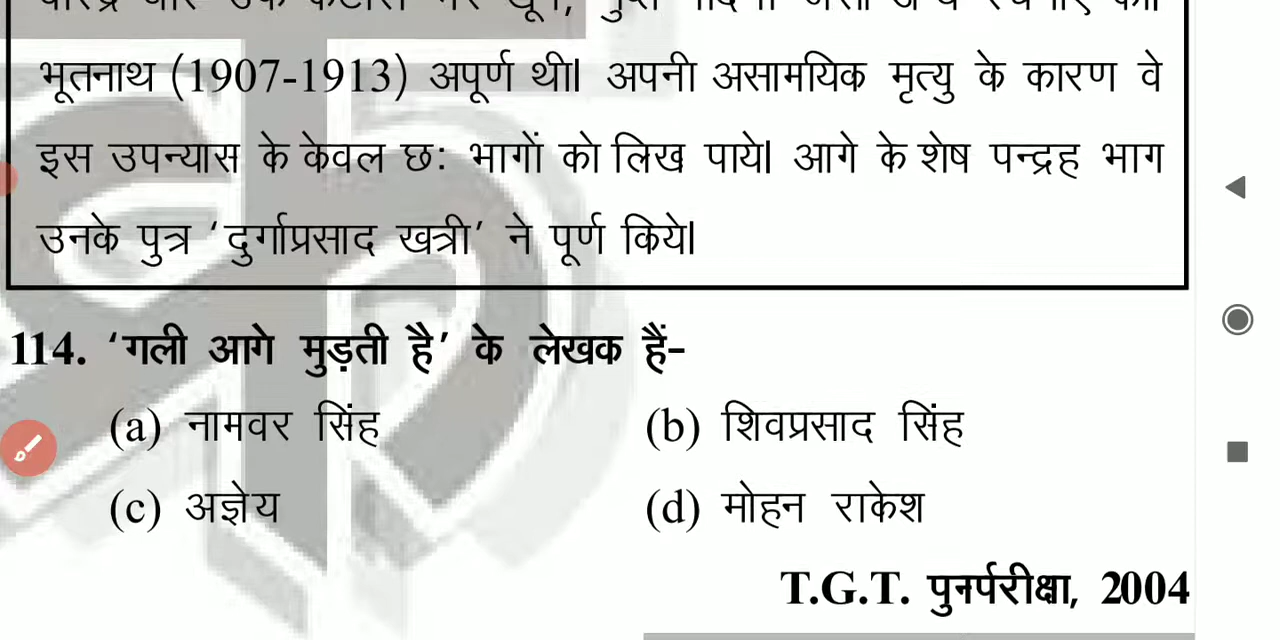 भूतनाथ (1907-1913) अपूर्ण थी। अपनी असामयिक मृत्यु के कारण वे
इस उपन्यास के केवल छः भागों को लिख पाये। आगे के शेष पन्द्रह भाग
उनके पुत्र ‘दुर्गाप्रसाद खत्री’ ने पूर्ण किये।
114. ‘गली आगे मुड़ती है’ के लेखक हैं-
(a) नामवर सिंह (b) शिवप्रसाद सिंह
(c) अज्ञेय (d) मोहन राकेश
T.G.T. पुनर्परीक्षा, 2004